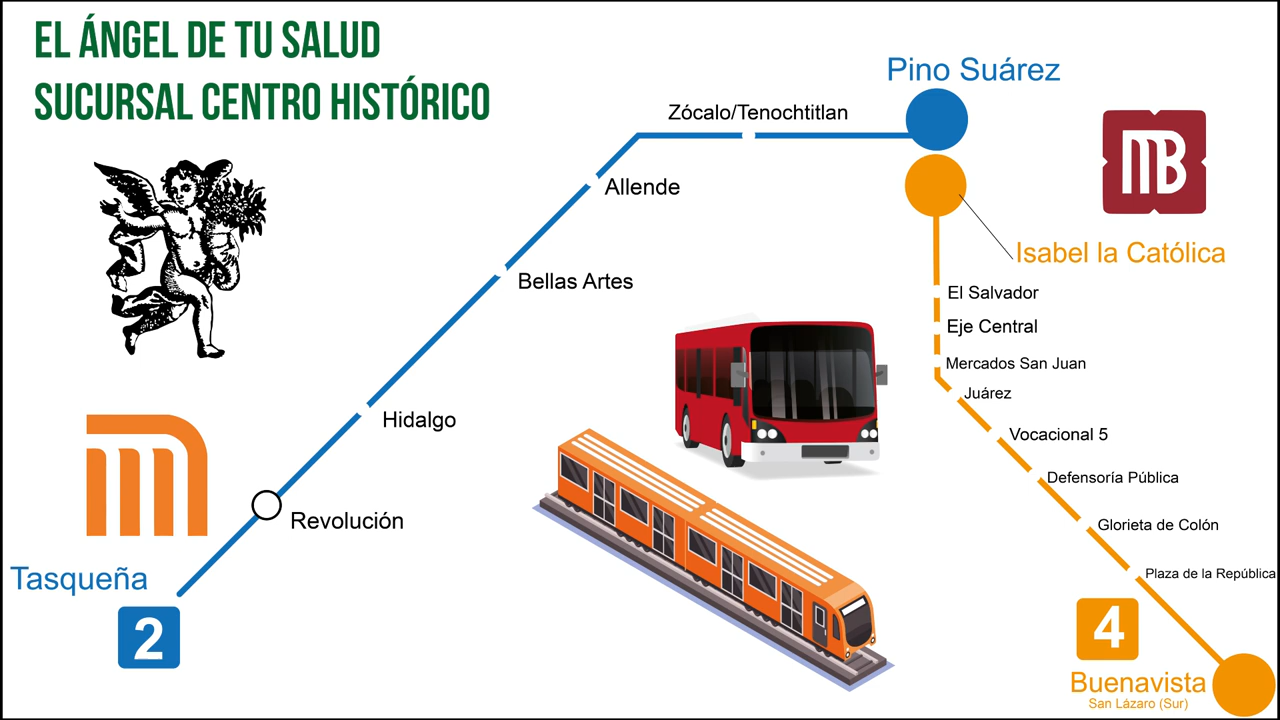 EL ÁNGEL DE TU SALUD
SUCURSAL CENTRO HISTÓRICO
Pino Suárez
Zócalo/Tenochtitlan
MB
Allende
Isabel la Católica
Bellas Artes
El Salvador
Eje Central
Mercados San Juan
Juárez
Hidalgo
Vocacional 5
Defensoría Pública
Revolución
Glorieta de Colón
Tasqueña
Plaza de la República
2
4
Buenavista
San Lázaro (Sur)